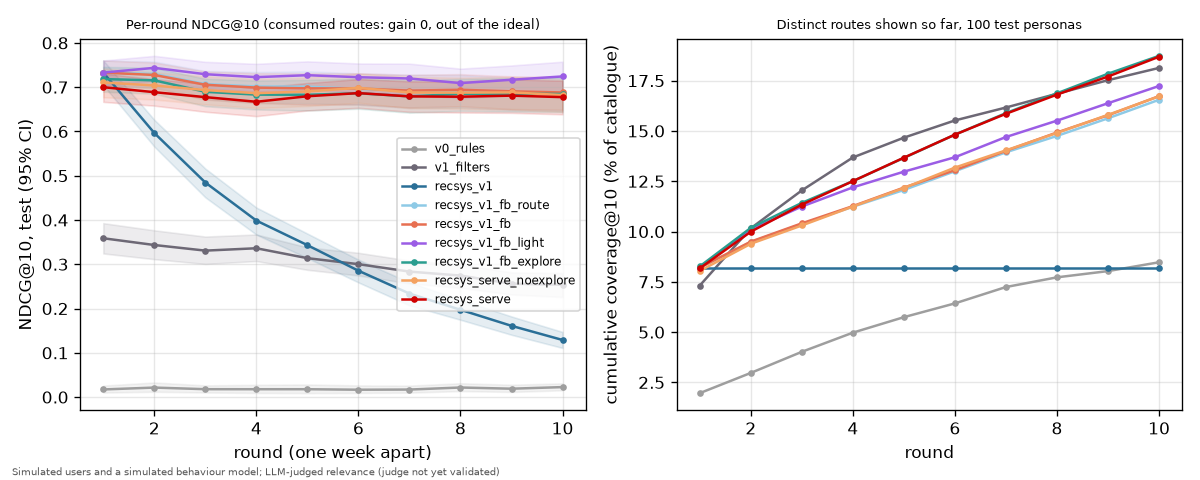 Per-round NDCG@10 (consumed routes: gain 0, out of the ideal)
0.8
0.7
0.6
0.5
0.4
0.3
0.2
0.1
0.0
NDCG@10, test (95% CI)
v0_rules
v1_filters
recsys_v1
recsys_v1_fb_route
recsys_v1_fb
recsys_v1_fb_light
recsys_v1_fb_explore
recsys_serve_noexplore
recsys_serve
2 4 6 8 10
round (one week apart)
Distinct routes shown so far, 100 test personas
17.5
15.0
12.5
10.0
7.5
5.0
2.5
cumulative coverage@10 (% of catalogue)
2 4 6 8 10
round
Simulated users and a simulated behaviour model; LLM-judged relevance (judge not yet validated)